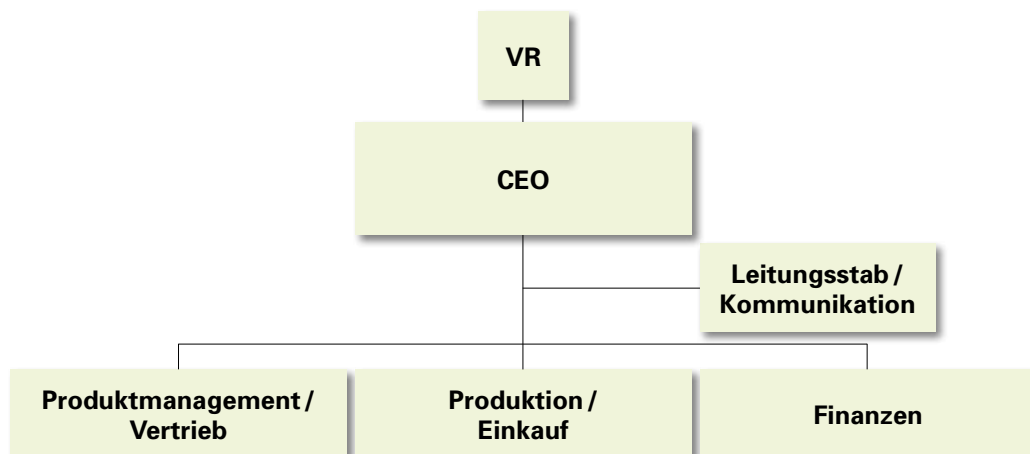 VR
CEO
Leitungsstab /
Kommunikation
Produktmanagement /
Vertrieb
Produktion /
Einkauf
Finanzen